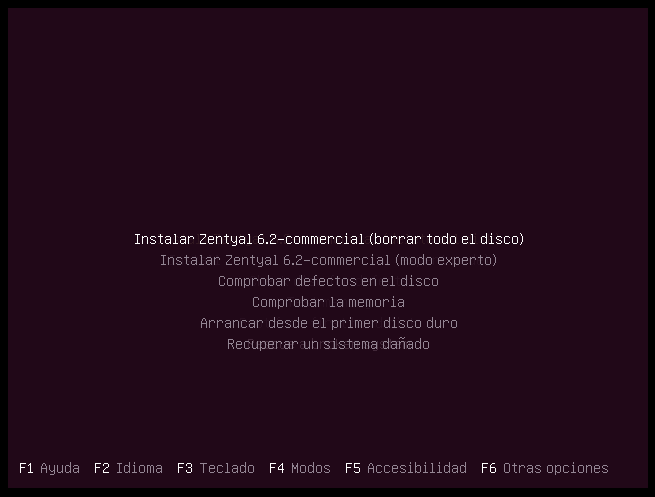 Instalar Zentyal 6.2-commercial (borrar todo el disco)
Instalar Zentyal 6.2-commercial (modo experto)
Comprobar defectos en el disco
Comprobar la memoria
Arrancar desde el primer disco duro
Recuperar un sistema dañado
F1 Ayuda F2 Idioma F3 Teclado F4 Modos F5 Accesibilidad F6 Otras opciones